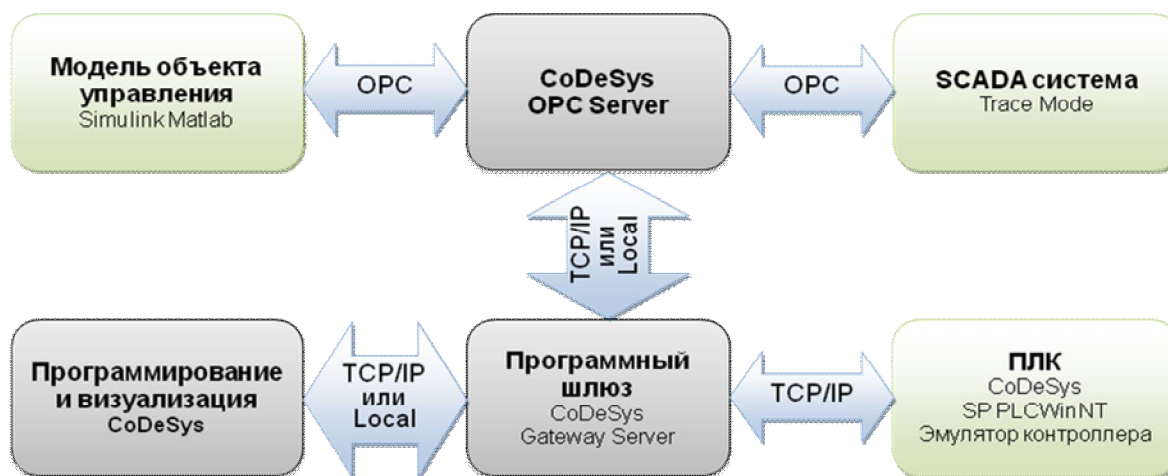 Модель объекта
управления
Simulink Matlab
OPC
CoDeSys
OPC Server
OPC
SCADA система
Trace Mode
TCP/IP
или
Local
Программирование
и визуализация
CoDeSys
TCP/IP
или
Local
Программный
шлюз
CoDeSys
Gateway Server
TCP/IP
ПЛК
CoDeSys
SP PLCWinNT
Эмулятор контроллера